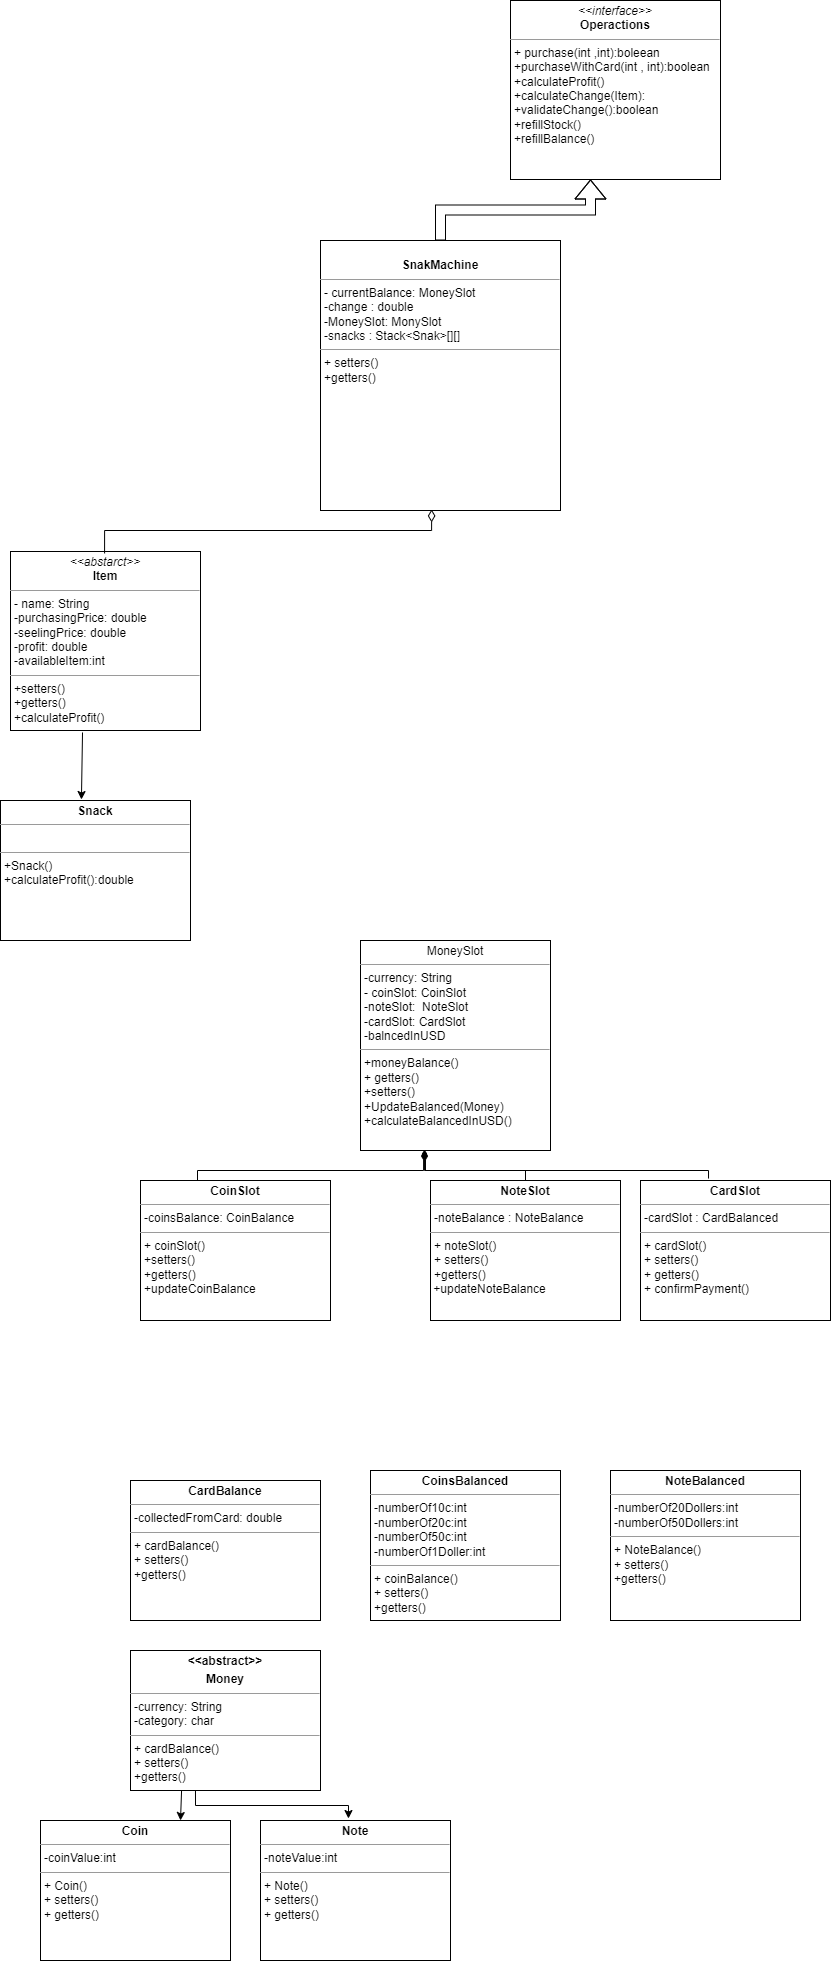 <<interface>>
Operactions
+ purchase(int ,int):boleean
+purchaseWithCard(int , int):boolean
+calculateProfit()
+calculateChange(Item):
+validateChange():boolean
+refillStock()
+refillBalance()
SnakMachine
- currentBalance: MoneySlot
-change : double
-MoneySlot: MonySlot
-snacks : Stack<Snak>[][]
+ setters()
+getters()
<<abstarct>>
Item
- name: String
-purchasingPrice: double
-seelingPrice: double
-profit: double
-availableItem:int
+setters()
+getters()
+calculateProfit()
Snack
+Snack()
+calculateProfit():double
MoneySlot
-currency: String
- coinSlot: CoinSlot
-noteSlot:  NoteSlot
-cardSlot: CardSlot
-balncedInUSD
+moneyBalance()
+ getters()
+setters()
+UpdateBalanced(Money)
+calculateBalancedInUSD()
CoinSlot
-coinsBalance: CoinBalance
+ coinSlot()
+setters()
+getters()
+updateCoinBalance
NoteSlot
-noteBalance : NoteBalance
+ noteSlot()
+ setters()
+getters()
+updateNoteBalance
CardSlot
-cardSlot : CardBalanced
+ cardSlot()
+ setters()
+ getters()
+ confirmPayment()
CardBalance
-collectedFromCard: double
+ cardBalance()
+ setters()
+getters()
CoinsBalanced
-numberOf10c:int
-numberOf20c:int
-numberOf50c:int
-numberOf1Doller:int
+ coinBalance()
+ setters()
+getters()
NoteBalanced
-numberOf20Dollers:int
-numberOf50Dollers:int
+ NoteBalance()
+ setters()
+getters()
<<abstract>>
Money
-currency: String
-category: char
+ cardBalance()
+ setters()
+getters()
Coin
-coinValue:int
+ Coin()
+ setters()
+ getters()
Note
-noteValue:int
+ Note()
+ setters()
+ getters()